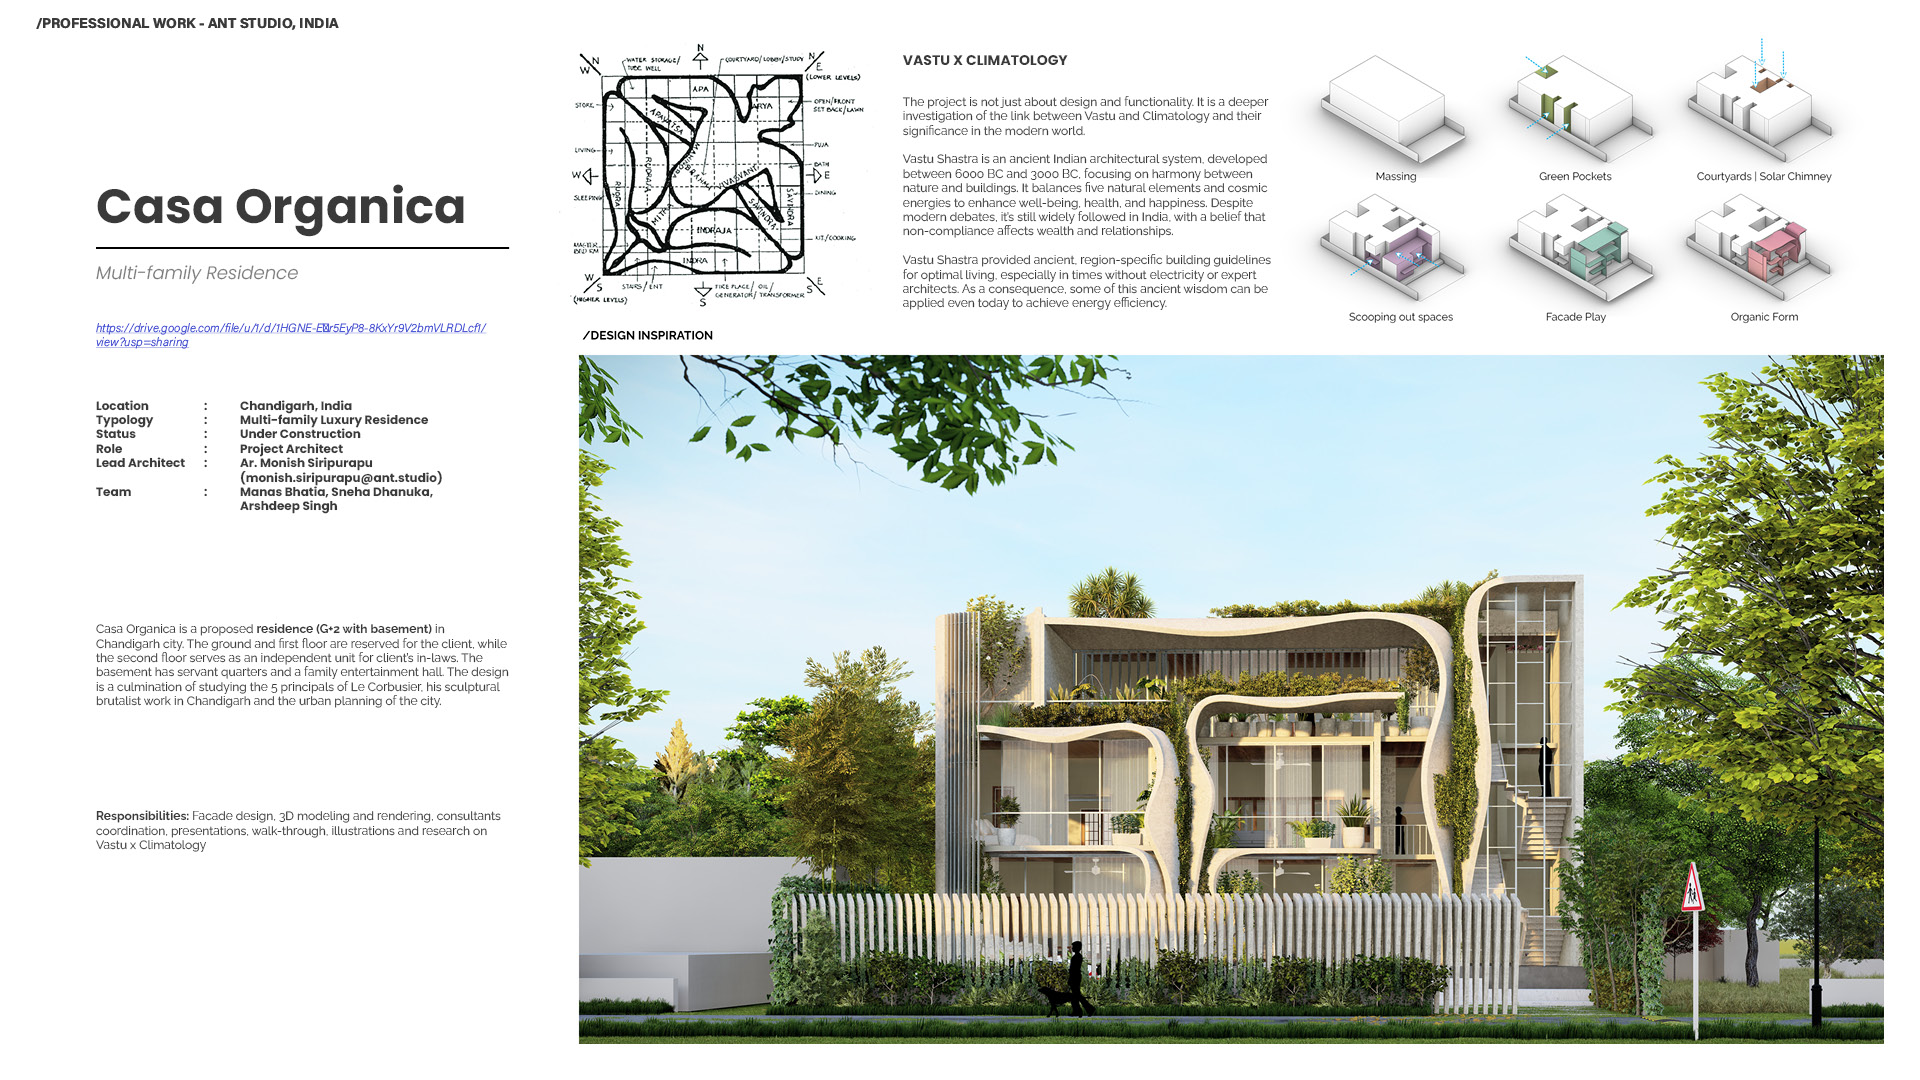 /PROFESSIONAL WORK - ANT STUDIO, INDIA
Casa Organica
Multi-family Residence
https://drive.google.com/file/u/1/d/1HGNE-
view?usp=sharing
Location : Chandigarh, India
Typology : Multi-family Luxury Residence
Status : Under Construction
Role : Project Architect
Lead Architect : Ar. Monish Siripurapu
(monish.siripurapu@ant.studio)
Team : Manas Bhatia, Sneha Dhanuka,
Arshdeep Singh
Casa Organica is a proposed residence (G+2 with basement) in
Chandigarh city. The ground and first floor are reserved for the client, while
the second floor serves as an independent unit for client's in-laws. The
basement has servant quarters and a family entertainment hall. The design
is a culmination of studying the 5 principals of Le Corbusier, his sculptural
brutalist work in Chandigarh and the urban planning of the city.
Responsibilities: Facade design, 3D modeling and rendering, consultants
coordination, presentations, walk-through, illustrations and research on
Vastu x Climatology
N
W
N
N
E
(LOWER LEVELS)
WATER STORAGE/
TUBE WELL
COURTYARD/LOBBY/STUDY
STORE
APA
ARYA
OPEN/FRONT
SET BACK/LAWN
APAVATSA
LIVING
PUJA
BATH
W
E
RUDRAJA
BRAHMA
VIVASVANT
DINING
SLEEPING
RUDRA
MITRA
SAVINDRA
SAVINDRA
INDRAJA
KIT/COOKING
MASTER
BED RM
INDRA
W
S
(HIGHER LEVELS)
STAIRS/ENT
S
FIRE PLACE/OIL/
GENERATOR/TRANSFORMER
E
S
VASTU X CLIMATOLOGY
The project is not just about design and functionality. It is a deeper
investigation of the link between Vastu and Climatology and their
significance in the modern world.
Vastu Shastra is an ancient Indian architectural system, developed
between 6000 BC and 3000 BC, focusing on harmony between
nature and buildings. It balances five natural elements and cosmic
energies to enhance well-being, health, and happiness. Despite
modern debates, it's still widely followed in India, with a belief that
non-compliance affects wealth and relationships.
Vastu Shastra provided ancient, region-specific building guidelines
for optimal living, especially in times without electricity or expert
architects. As a consequence, some of this ancient wisdom can be
applied even today to achieve energy efficiency.
Massing
Green Pockets
Courtyards | Solar Chimney
Scooping out spaces
Facade Play
Organic Form
/DESIGN INSPIRATION